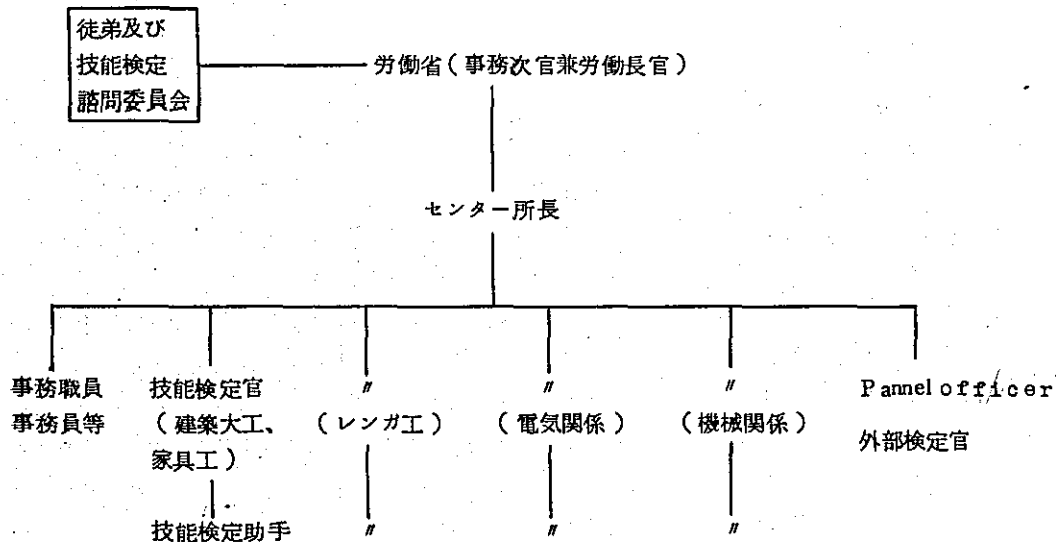 徒弟及び
技能検定
諮問委員会
労働省(事務次官兼労働長官)
センター所長
事務職員
事務員等
技能検定官
(建築大工、
家具工)
技能検定助手
〃
(レンガ工)
〃
〃
(電気関係)
〃
〃
(機械関係)
〃
Pannel officer
外部検定官